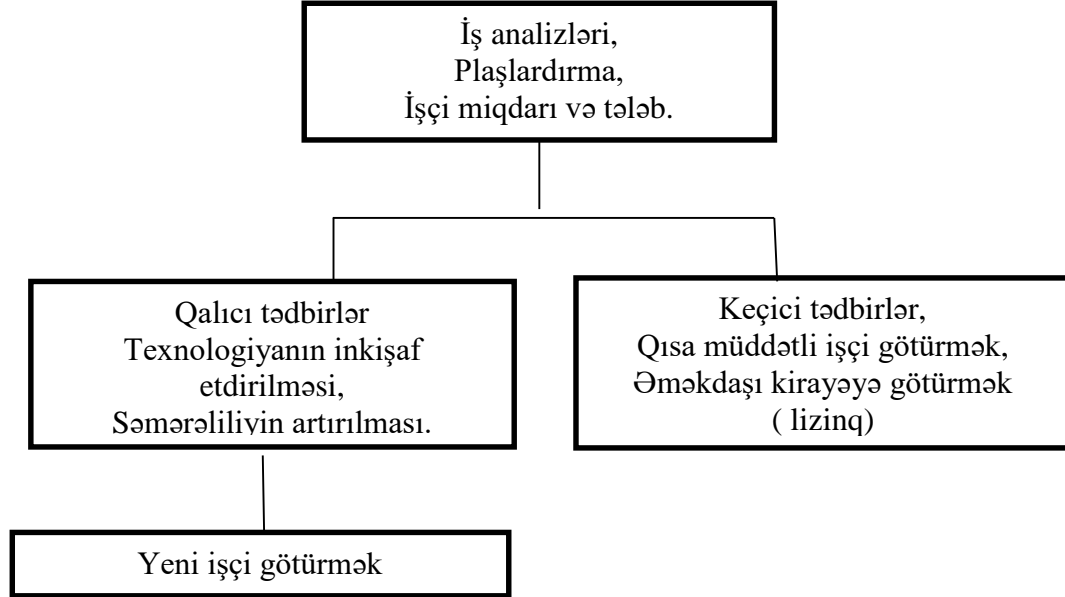 İş analizləri,
Plaşlardırma,
İşçi miqdarı və tələb.
Qalıcı tədbirlər
Texnologiyanın inkişaf
etdirilməsi,
Səmərəliliyin artırılması.
Keçici tədbirlər,
Qısa müddətli işçi götürmək,
Əməkdaşı kirayəyə götürmək
( lizinq)
Yeni işçi götürmək